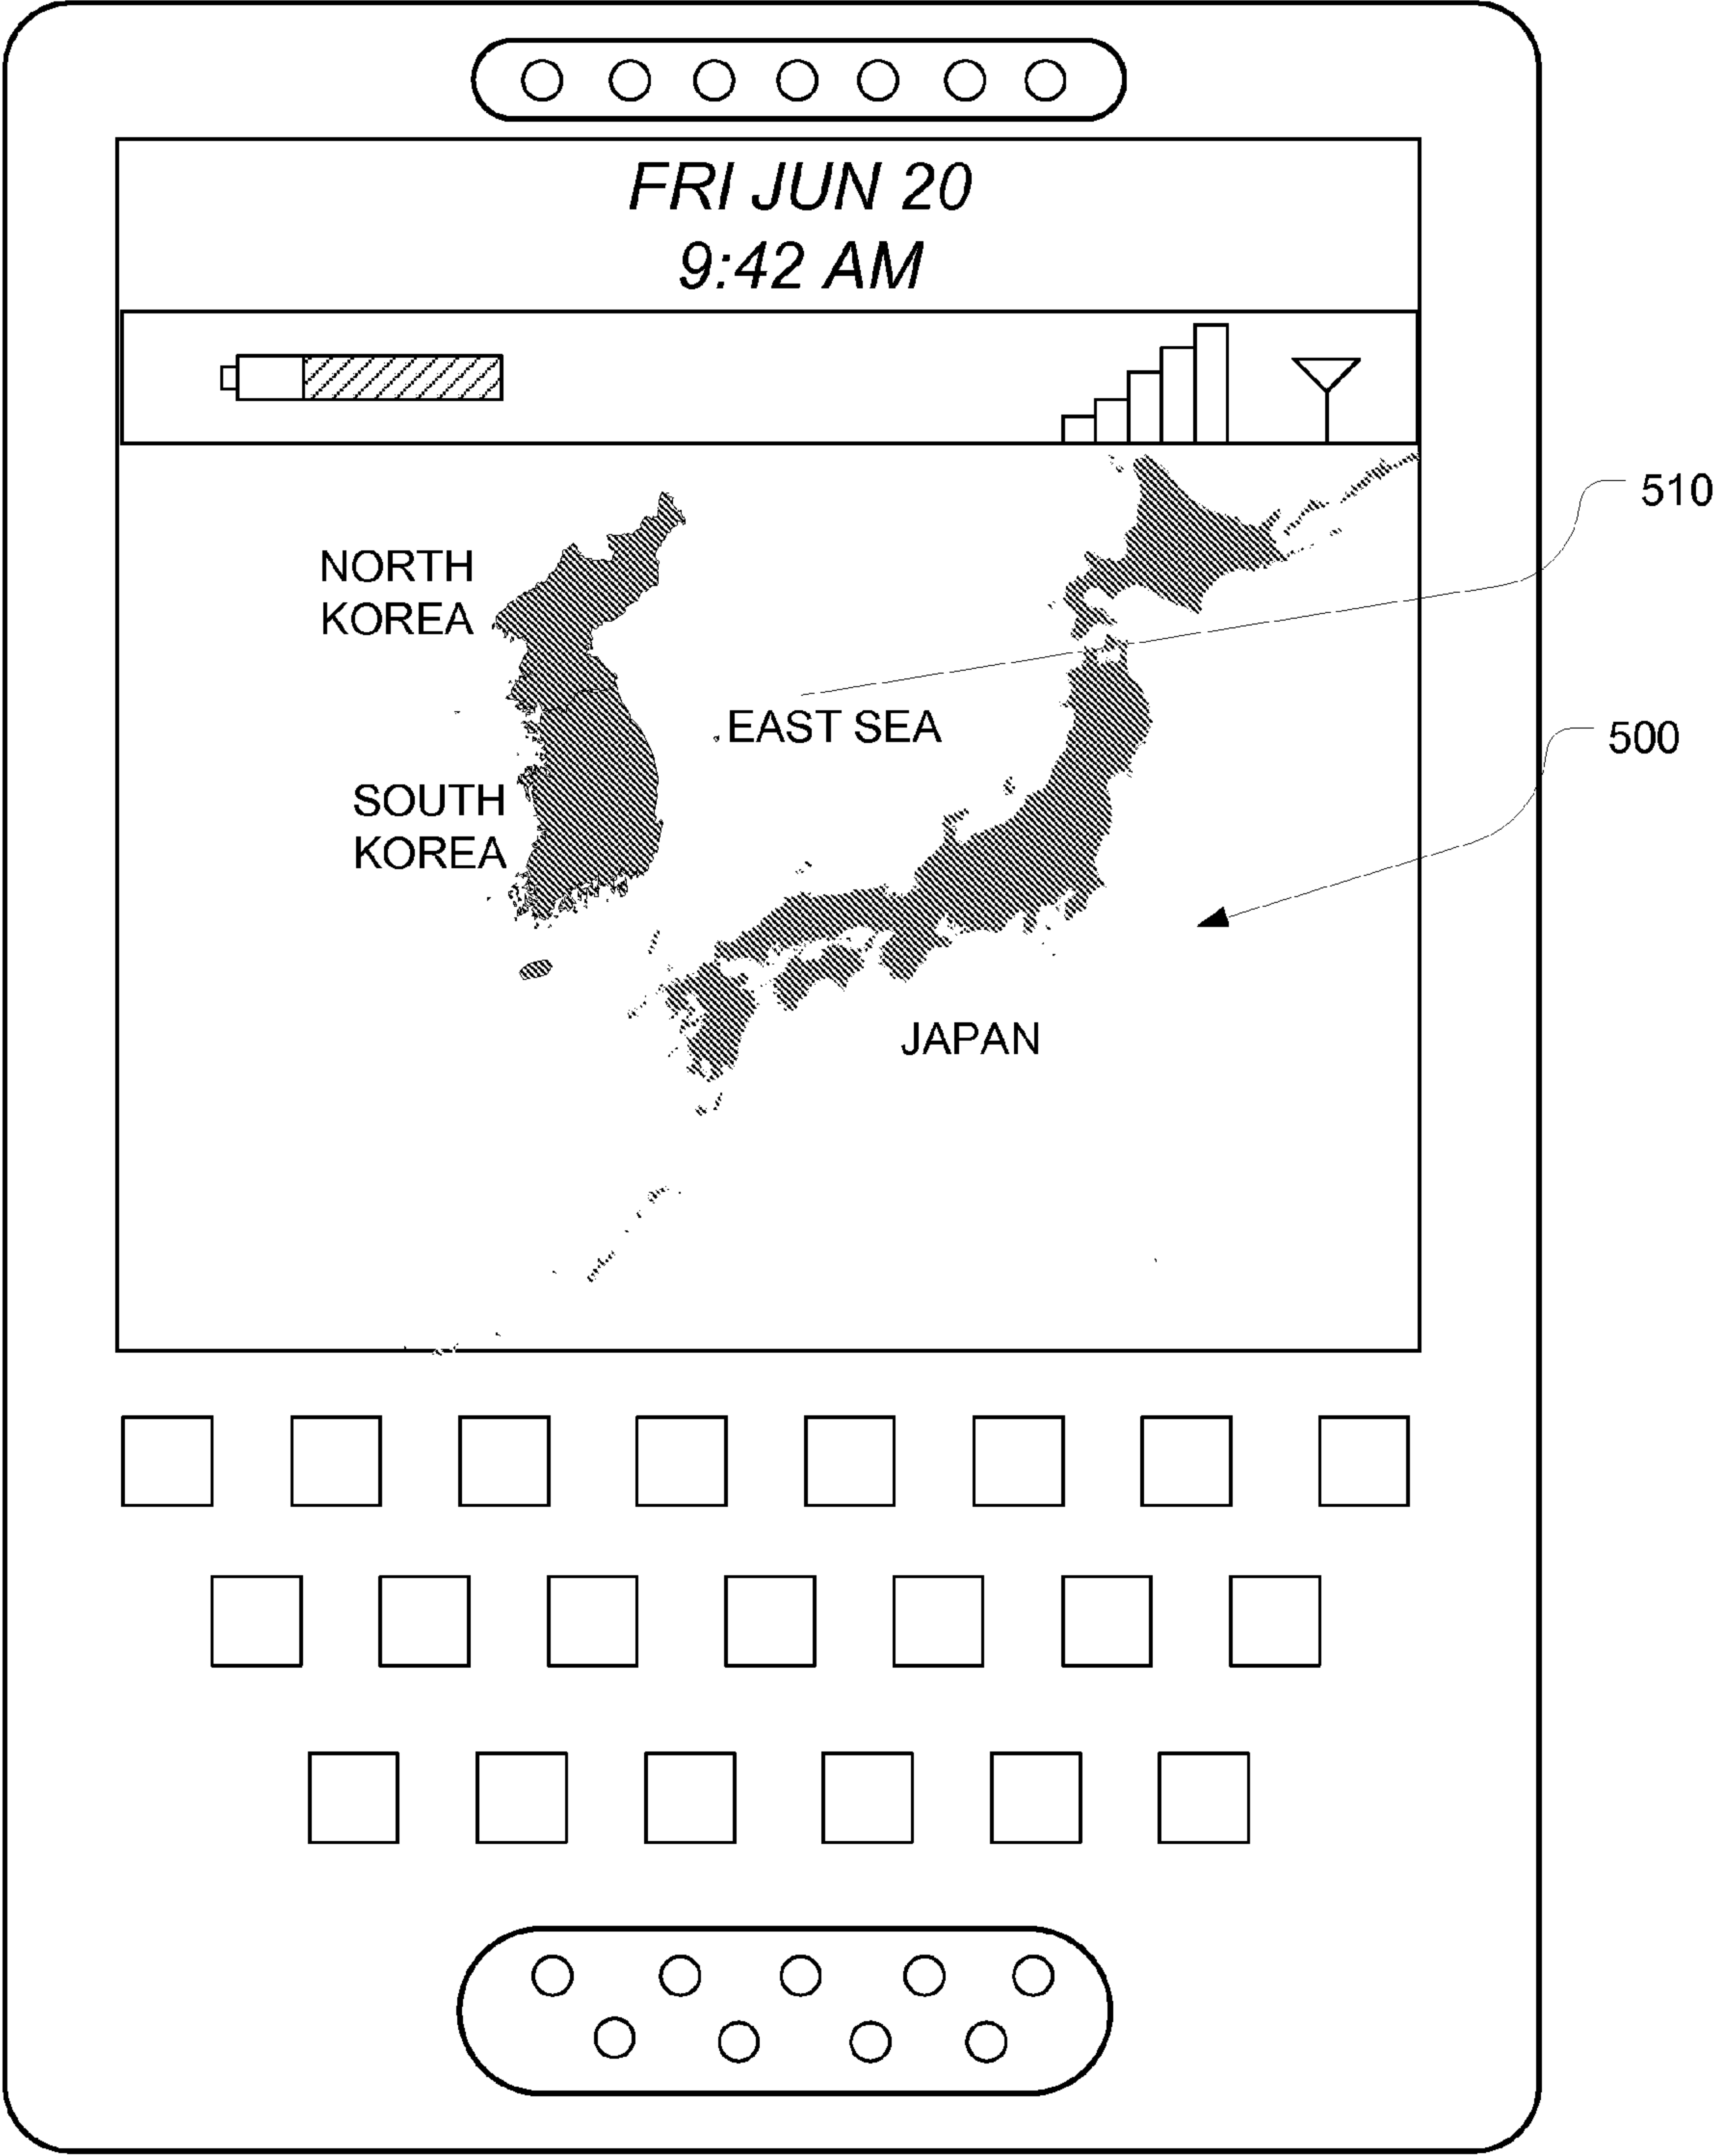 FRI JUN 20
9:42 AM
510
NORTH
KOREA
EAST SEA
500
SOUTH
KOREA
JAPAN